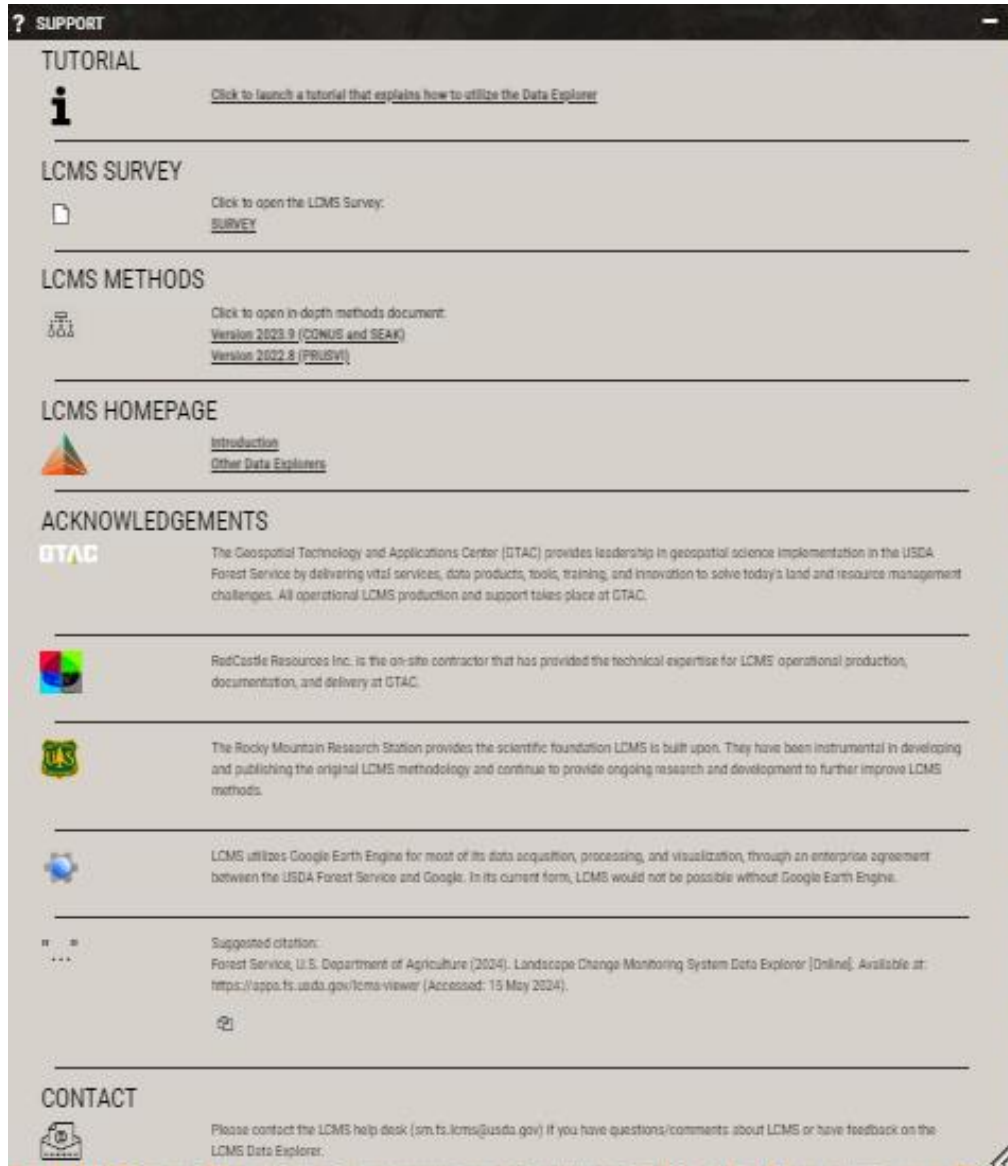 ? SUPPORT
TUTORIAL
Click to launch a tutorial that explains how to utilize the Data Explorer
LCMS SURVEY
Click to open the LCMS Survey:
SURVEY
LCMS METHODS
Click to open in-depth methods document:
Version 2023.9 (CONUS and SEAK)
Version 2022.8 (PRUSVI)
LCMS HOMEPAGE
Introduction
Other Data Explorers
ACKNOWLEDGEMENTS
GTAC
The Geospatial Technology and Applications Center (GTAC) provides leadership in geospatial science implementation in the USDA
Forest Service by delivering vital services, data products, tools, training, and innovation to solve today's land and resource management
challenges. All operational LCMS production and support takes place at GTAC.
RedCastle Resources Inc. is the on-site contractor that has provided the technical expertise for LCMS' operational production,
documentation, and delivery at GTAC.
UAS
The Rocky Mountain Research Station provides the scientific foundation LCMS is built upon. They have been instrumental in developing
and publishing the original LCMS methodology and continue to provide ongoing research and development to further improve LCMS
methods.
LCMS utilizes Google Earth Engine for most of its data acqusition, processing, and visualization, through an enterprise agreement
between the USDA Forest Service and Google. In its current form, LCMS would not be possible without Google Earth Engine.
" "
...
Suggested citation:
Forest Service, U.S. Department of Agriculture (2024). Landscape Change Monitoring System Data Explorer [Online]. Available at:
https://apps.fs.usda.gov/lcms-viewer (Accessed: 15 May 2024).
CONTACT
Please contact the LCMS help desk (sm.fs.lcms@usda.gov) if you have questions/comments about LCMS or have feedback on the
LCMS Data Explorer.